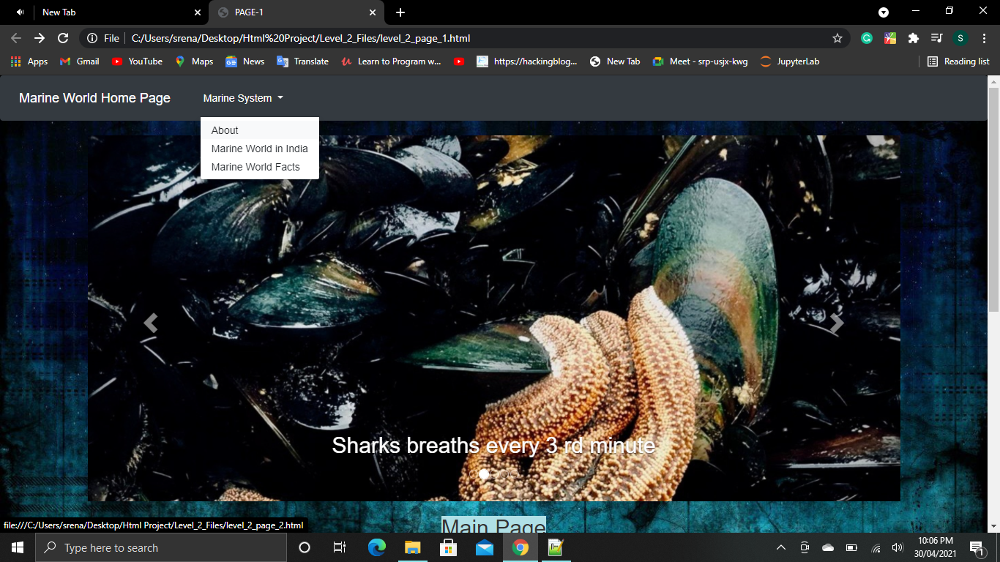 New Tab
PAGE-1
File C:/Users/srena/Desktop/Html%20Project/Level_2_Files/level_2_page_1.html
S
Apps Gmail YouTube Maps News Translate Learn to Program w... https://hackingblog... New Tab Meet - srp-usjx-kwg JupyterLab Reading list
Marine World Home Page Marine System
About
Marine World in India
Marine World Facts
Sharks breaths every 3 rd minute
Main Page
file:///C:/Users/srena/Desktop/Html Project/Level_2_Files/level_2_page_2.html
Type here to search
10:06 PM
30/04/2021
1